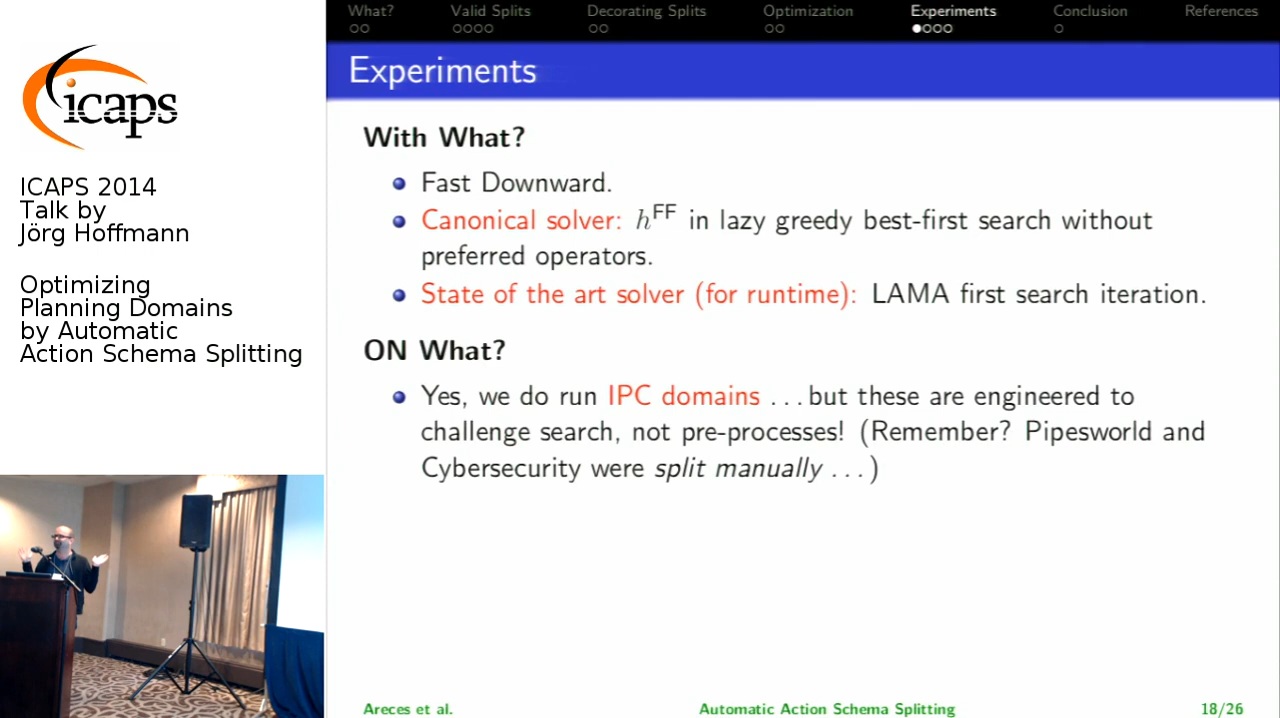 icaps
ICAPS 2014
Talk by
Jörg Hoffmann
Optimizing
Planning Domains
by Automatic
Action Schema Splitting
What? Valid Splits Decorating Splits Optimization Experiments Conclusion References
Experiments
With What?
Fast Downward.
Canonical solver: hFF in lazy greedy best-first search without
preferred operators.
State of the art solver (for runtime): LAMA first search iteration.
ON What?
Yes, we do run IPC domains ...but these are engineered to
challenge search, not pre-processes! (Remember? Pipesworld and
Cybersecurity were split manually ...)
Areces et al. Automatic Action Schema Splitting 18/26